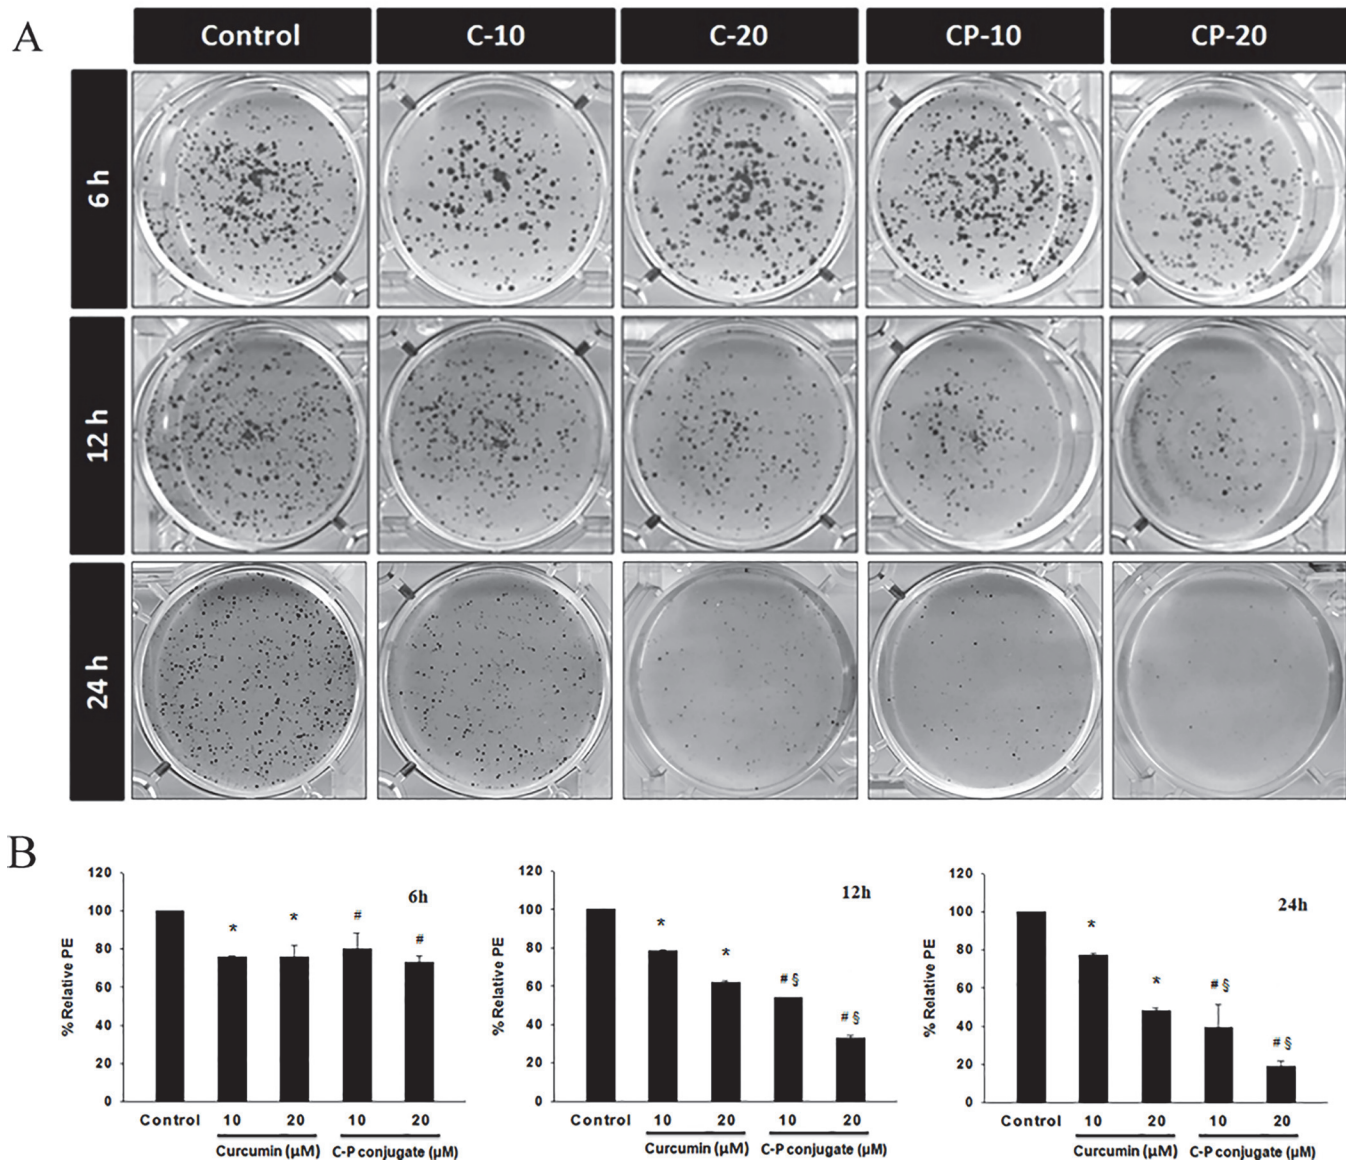 A
Control C-10 C-20 CP-10 CP-20
6 h
12 h
24 h
B
120
100
80
60
40
20
0
% Relative PE
6h
* * # #
Control 10 20 10 20
Curcumin (µM) C-P conjugate (µM)
120
100
80
60
40
20
0
% Relative PE
12h
* * # § # §
Control 10 20 10 20
Curcumin (µM) C-P conjugate (µM)
120
100
80
60
40
20
0
% Relative PE
24h
* * # § # §
Control 10 20 10 20
Curcumin (µM) C-P conjugate (µM)